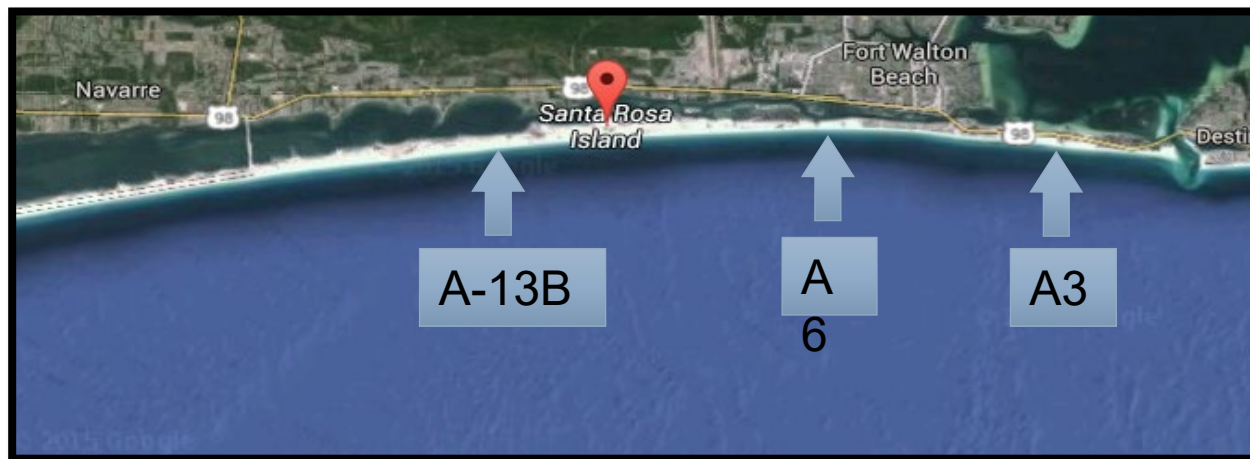 Navarre
98
98
Santa Rosa
Island
Fort Walton
Beach
98
Desti
A-13B
A
6
A3
© 2015 Google